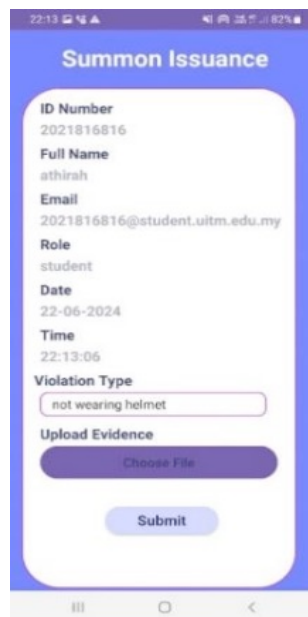 22:13
82%
Summon Issuance
ID Number
2021816816
Full Name
athirah
Email
2021816816@student.uitm.edu.my
Role
student
Date
22-06-2024
Time
22:13:06
Violation Type
not wearing helmet
Upload Evidence
Choose File
Submit